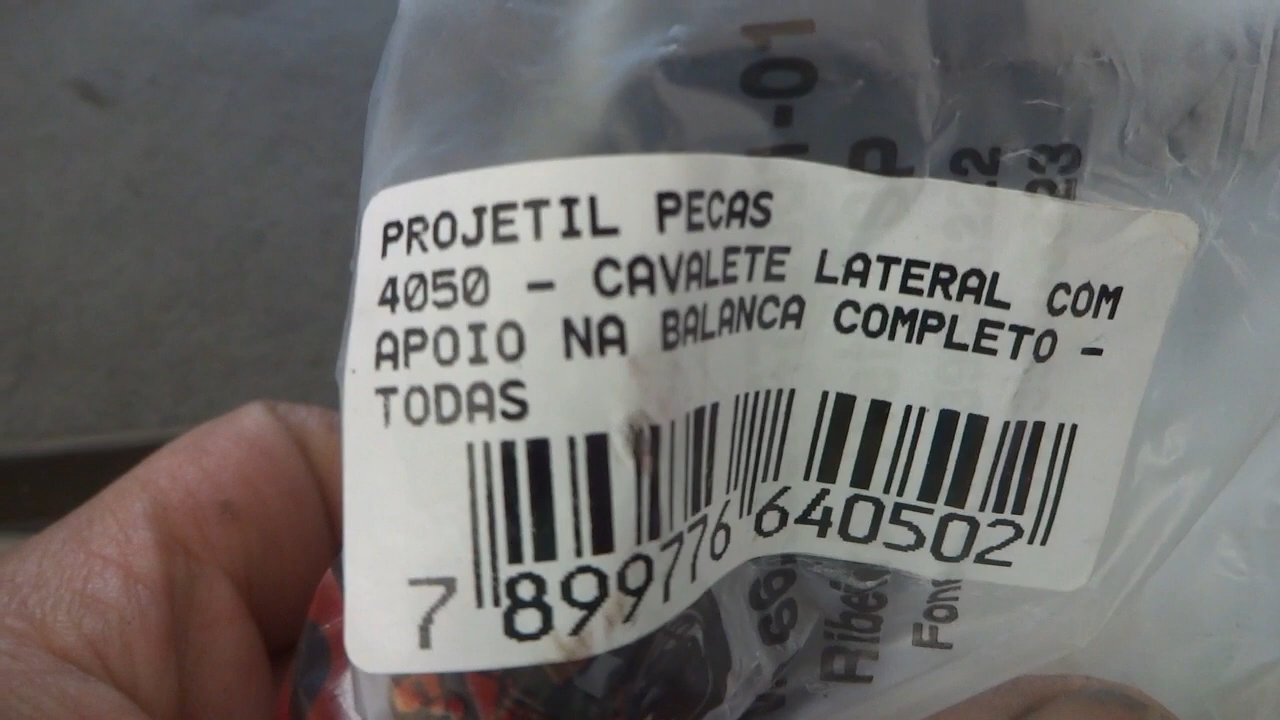 PROJETIL PECAS
4050 - CAVALETE LATERAL COM
APOIO NA BALANCA COMPLETO -
TODAS
7 899776 640502